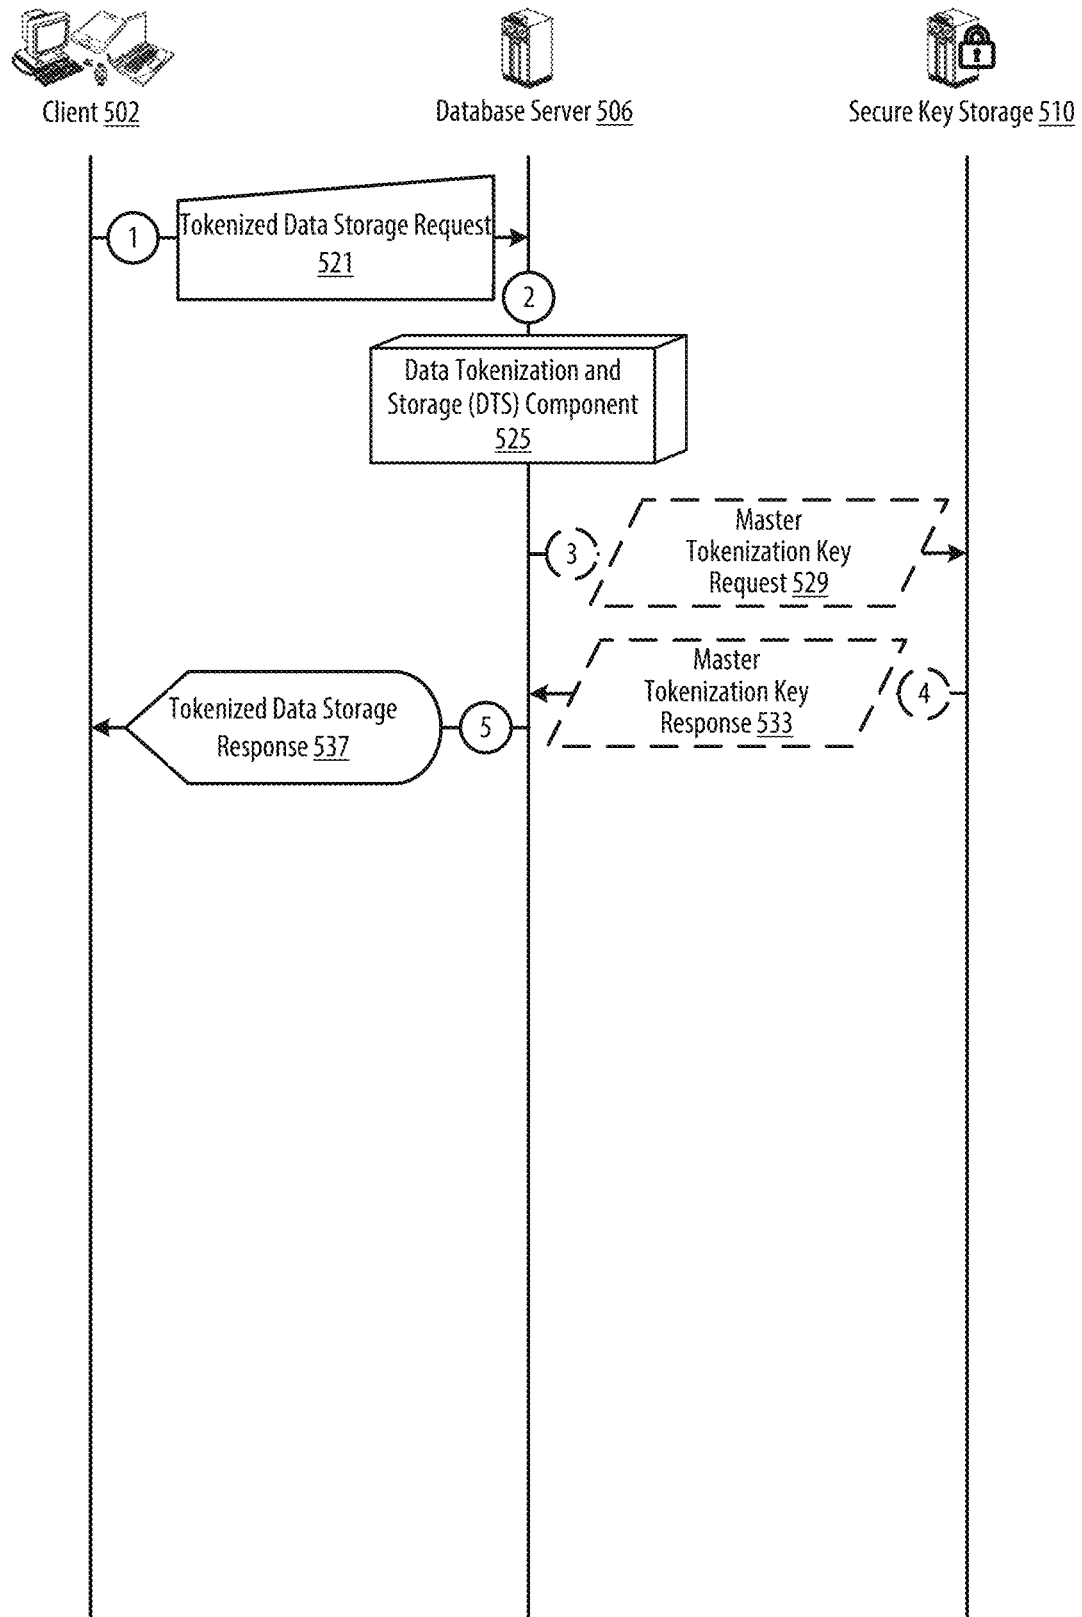 Client 502
Database Server 506
Secure Key Storage 510
1
Tokenized Data Storage Request
521
2
Data Tokenization and
Storage (DTS) Component
525
3
Master
Tokenization Key
Request 529
Master
Tokenization Key
Response 533
4
Tokenized Data Storage
Response 537
5